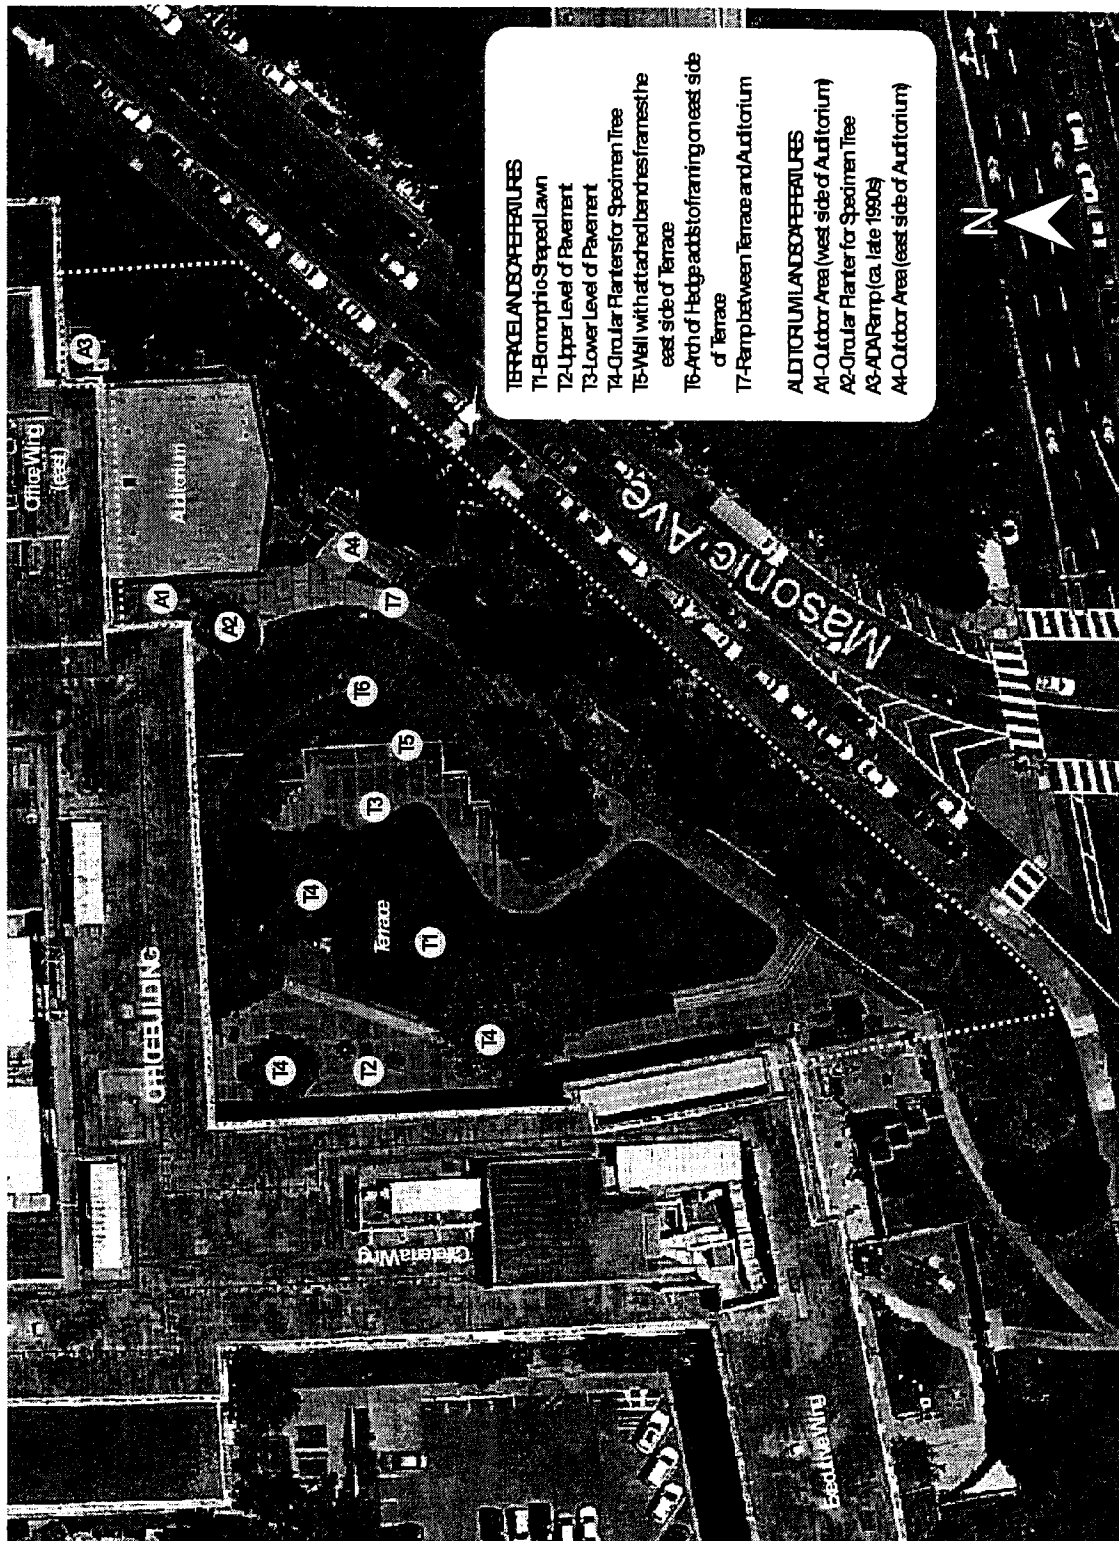 TERRACE LANDSCAPE FEATURES
T1-Biomorphic-Shaped Lawn
T2-Upper Level of Pavement
T3-Lower Level of Pavement
T4-Circular Planters for Specimen Tree
T5-Wall with attached benches frames the
east side of Terrace
T6-Arch of Hedge adds to framing on east side
of Terrace
T7-Ramp between Terrace and Auditorium
AUDITORIUM LANDSCAPE FEATURES
A1-Outdoor Area (west side of Auditorium)
A2-Circular Planter for Specimen Tree
A3-ADA Ramp (ca. late 1990s)
A4-Outdoor Area (east side of Auditorium)
N
Office Wing
(east)
A3
Auditorium
A1
A2
A4
T7
T6
T5
T3
T4
Terrace
T1
T4
T2
T4
OFFICE BUILDING
Cafeteria Wing
Executive Wing
Masonic Ave.